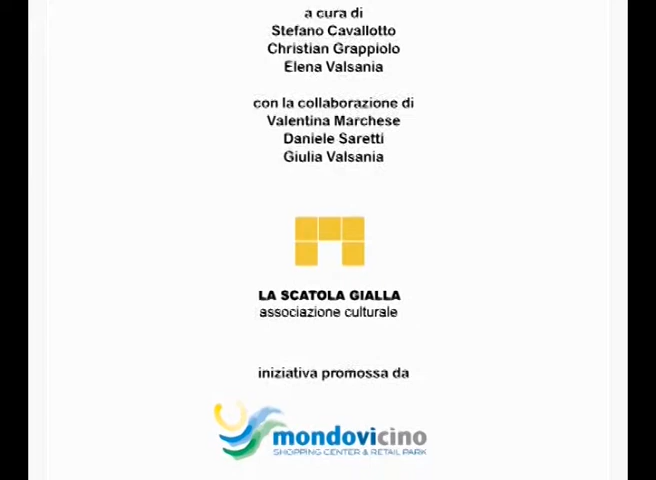 a cura di
Stefano Cavallotto
Christian Grappiolo
Elena Valsania
con la collaborazione di
Valentina Marchese
Daniele Saretti
Giulia Valsania
LA SCATOLA GIALLA
associazione culturale
iniziativa promossa da
mondovicino
SHOPPING CENTER & RETAIL PARK